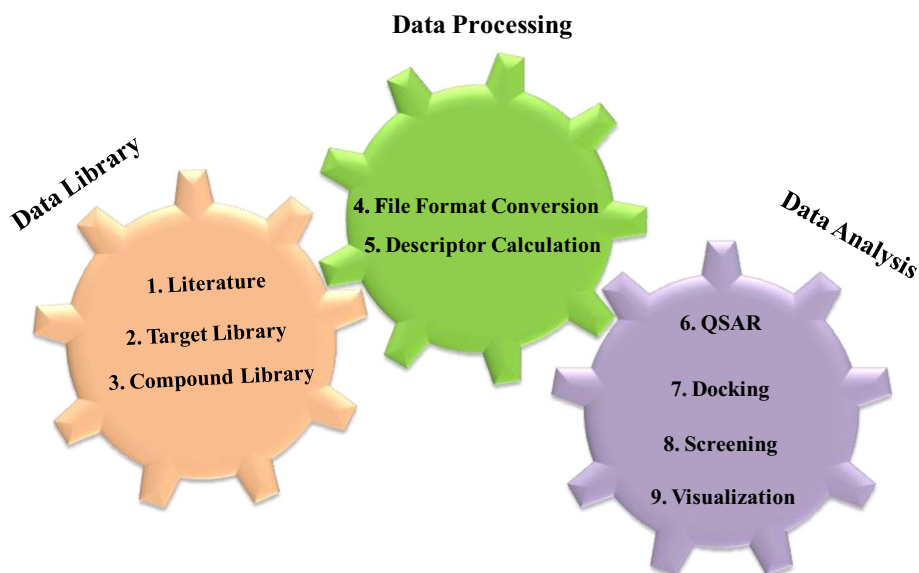 Data Processing
Data Library
1. Literature
2. Target Library
3. Compound Library
4. File Format Conversion
5. Descriptor Calculation
Data Analysis
6. QSAR
7. Docking
8. Screening
9. Visualization